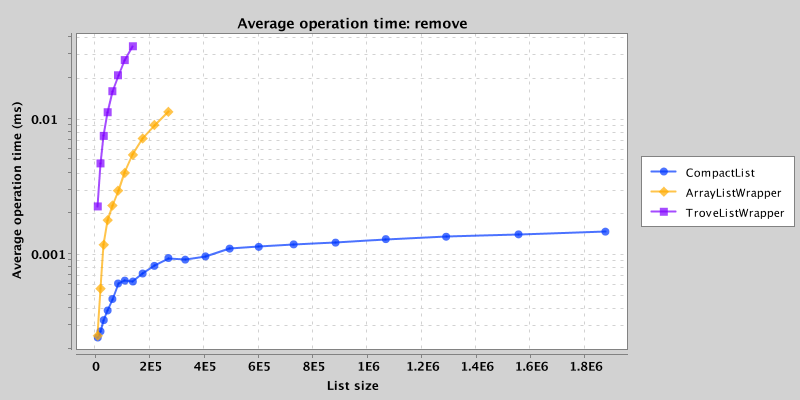 Average operation time: remove
Average operation time (ms)
0.01
0.001
0 2E5 4E5 6E5 8E5 1E6 1.2E6 1.4E6 1.6E6 1.8E6
List size
CompactList
ArrayListWrapper
TroveListWrapper